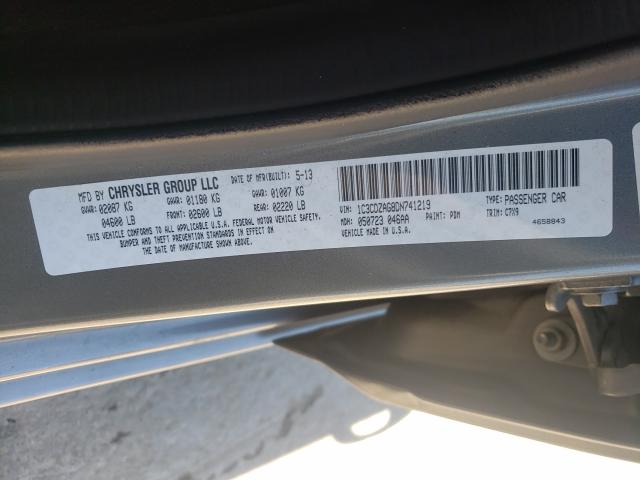 MFD BY CHRYSLER GROUP LLC DATE OF MFR(BUILT): 5-13
GVWR: 02087 KG GAWR: 01180 KG GAWR: 01007 KG
04600 LB FRONT: 02600 LB REAR: 02220 LB
THIS VEHICLE CONFORMS TO ALL APPLICABLE U.S.A. FEDERAL MOTOR VEHICLE SAFETY,
BUMPER AND THEFT PREVENTION STANDARDS IN EFFECT ON
THE DATE OF MANUFACTURE SHOWN ABOVE.
VIN: 1C3CDZAG8DN741219 TYPE: PASSENGER CAR
MDH: 050723 046AA PAINT: PDM TRIM: C7X9
VEHICLE MADE IN U.S.A. 4658843